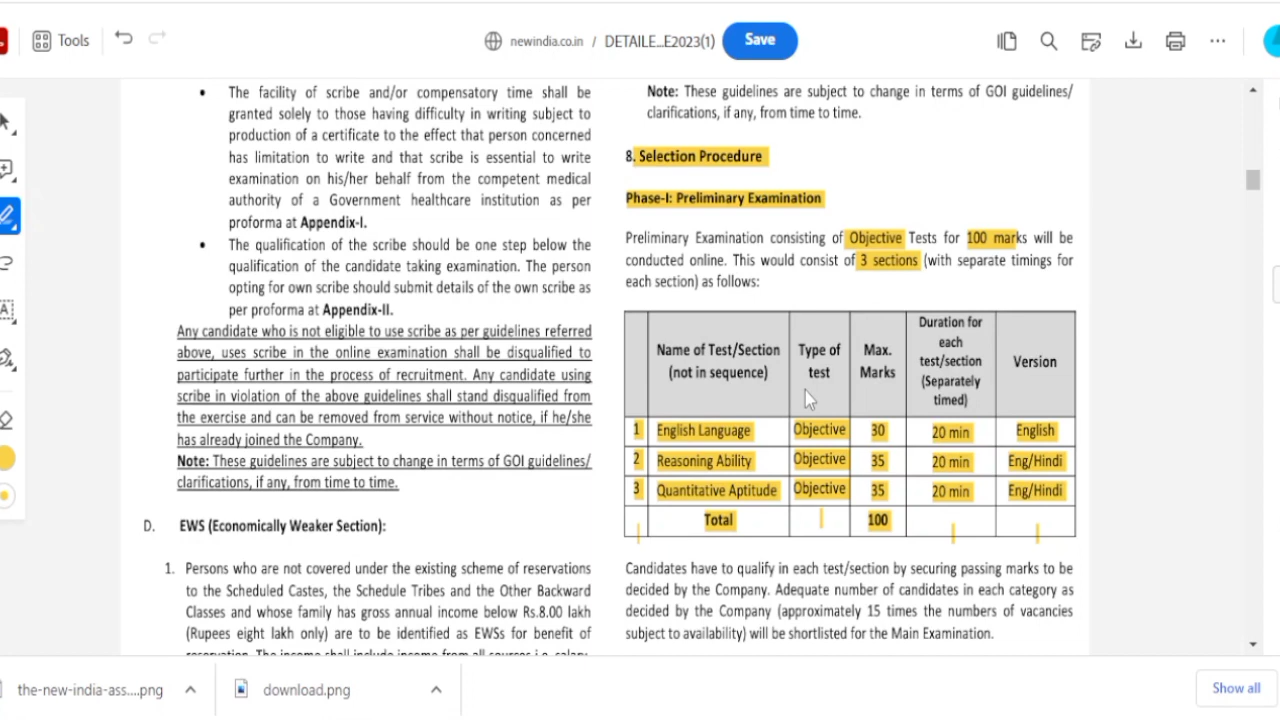 Tools
newindia.co.in / DETAILE...E2023(1)
Save
• The facility of scribe and/or compensatory time shall be
granted solely to those having difficulty in writing subject to
production of a certificate to the effect that person concerned
has limitation to write and that scribe is essential to write
examination on his/her behalf from the competent medical
authority of a Government healthcare institution as per
proforma at Appendix-I.
• The qualification of the scribe should be one step below the
qualification of the candidate taking examination. The person
opting for own scribe should submit details of the own scribe as
per proforma at Appendix-II.
Any candidate who is not eligible to use scribe as per guidelines referred
above, uses scribe in the online examination shall be disqualified to
participate further in the process of recruitment. Any candidate using
scribe in violation of the above guidelines shall stand disqualified from
the exercise and can be removed from service without notice, if he/she
has already joined the Company.
Note: These guidelines are subject to change in terms of GOI guidelines/
clarifications, if any, from time to time.
D. EWS (Economically Weaker Section):
1. Persons who are not covered under the existing scheme of reservations
to the Scheduled Castes, the Schedule Tribes and the Other Backward
Classes and whose family has gross annual income below Rs.8.00 lakh
(Rupees eight lakh only) are to be identified as EWSs for benefit of
reservation. The income shall include income from all sources i.e. salary,
Note: These guidelines are subject to change in terms of GOI guidelines/
clarifications, if any, from time to time.
8. Selection Procedure
Phase-I: Preliminary Examination
Preliminary Examination consisting of Objective Tests for 100 marks will be
conducted online. This would consist of 3 sections (with separate timings for
each section) as follows:
Name of Test/Section (not in sequence) Type of test Max. Marks Duration for each test/section (Separately timed) Version
1 English Language Objective 30 20 min English
2 Reasoning Ability Objective 35 20 min Eng/Hindi
3 Quantitative Aptitude Objective 35 20 min Eng/Hindi
Total 100
Candidates have to qualify in each test/section by securing passing marks to be
decided by the Company. Adequate number of candidates in each category as
decided by the Company (approximately 15 times the numbers of vacancies
subject to availability) will be shortlisted for the Main Examination.
the-new-india-ass....png
download.png
Show all